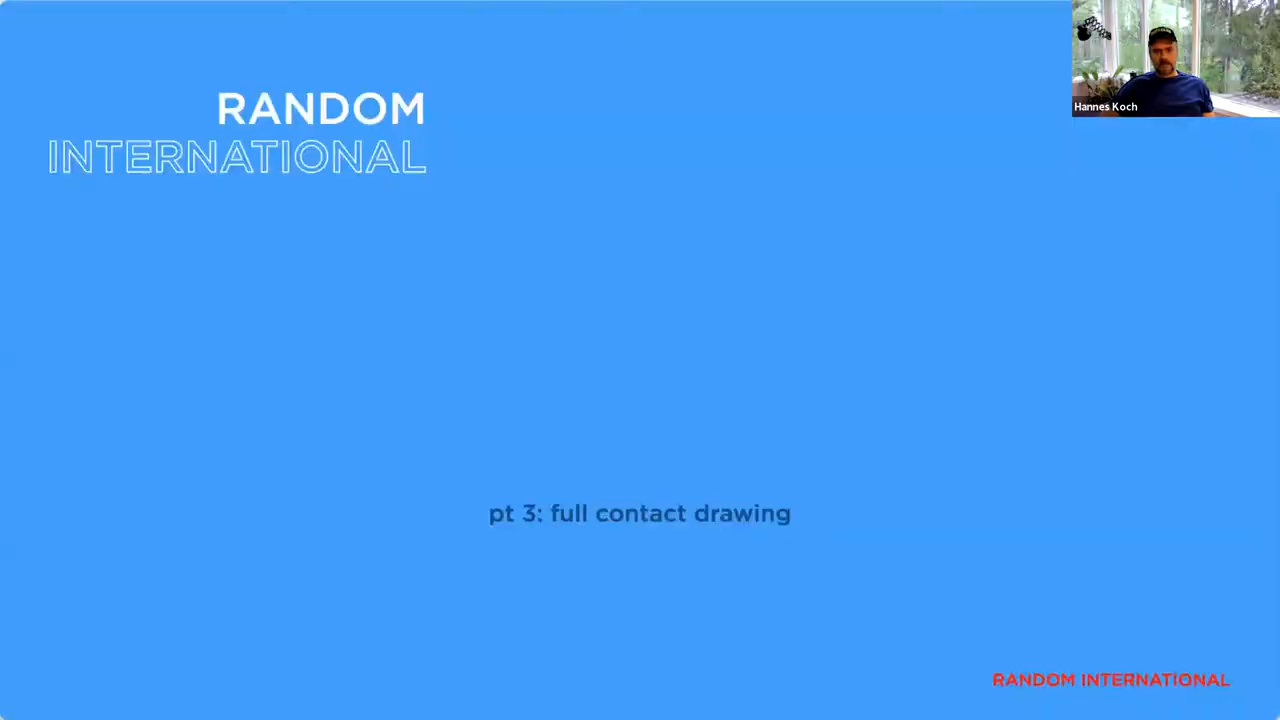 RANDOM
INTERNATIONAL
Hannes Koch
pt 3: full contact drawing
RANDOM INTERNATIONAL